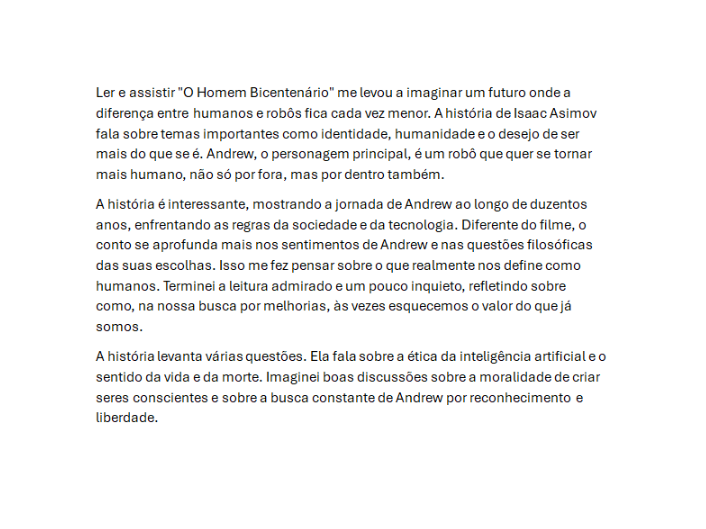 Ler e assistir "O Homem Bicentenário" me levou a imaginar um futuro onde a
diferença entre humanos e robôs fica cada vez menor. A história de Isaac Asimov
fala sobre temas importantes como identidade, humanidade e o desejo de ser
mais do que se é. Andrew, o personagem principal, é um robô que quer se tornar
mais humano, não só por fora, mas por dentro também.
A história é interessante, mostrando a jornada de Andrew ao longo de duzentos
anos, enfrentando as regras da sociedade e da tecnologia. Diferente do filme, o
conto se aprofunda mais nos sentimentos de Andrew e nas questões filosóficas
das suas escolhas. Isso me fez pensar sobre o que realmente nos define como
humanos. Terminei a leitura admirado e um pouco inquieto, refletindo sobre
como, na nossa busca por melhorias, às vezes esquecemos o valor do que já
somos.
A história levanta várias questões. Ela fala sobre a ética da inteligência artificial e o
sentido da vida e da morte. Imaginei boas discussões sobre a moralidade de criar
seres conscientes e sobre a busca constante de Andrew por reconhecimento e
liberdade.